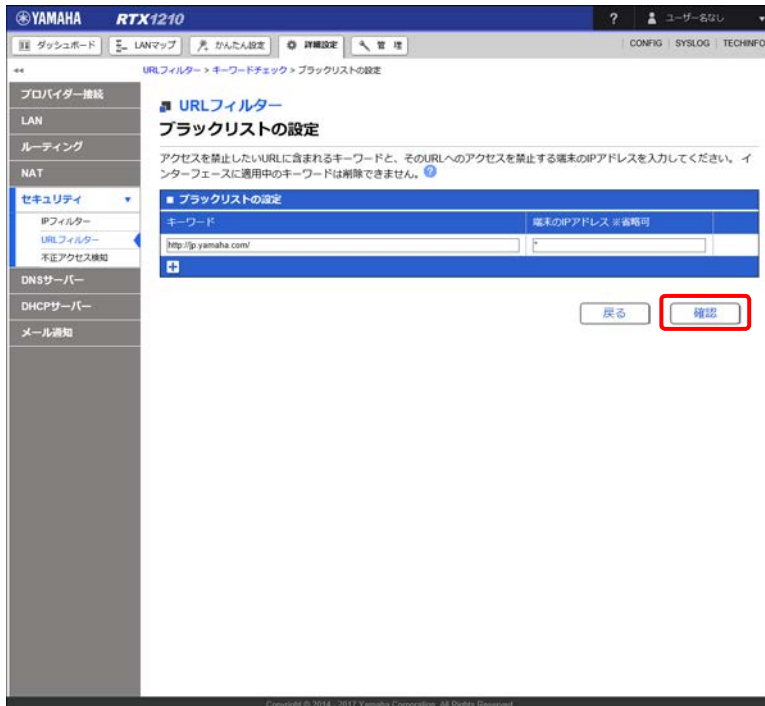 YAMAHA RTX1210 ? ユーザー名なし
ダッシュボード LANマップ かんたん設定 詳細設定 管理 CONFIG SYSLOG TECHINFO
URLフィルター > キーワードチェック > ブラックリストの設定
プロバイダー接続
LAN
ルーティング
NAT
セキュリティ
IPフィルター
URLフィルター
不正アクセス検知
DNSサーバー
DHCPサーバー
メール通知
URLフィルター
ブラックリストの設定
アクセスを禁止したいURLに含まれるキーワードと、そのURLへのアクセスを禁止する端末のIPアドレスを入力してください。イ
ンターフェースに適用中のキーワードは削除できません。?
■ ブラックリストの設定
キーワード 端末のIPアドレス ※省略可
http://jp.yamaha.com/ *
+
戻る 確認
Copyright © 2014 - 2017 Yamaha Corporation. All Rights Reserved.